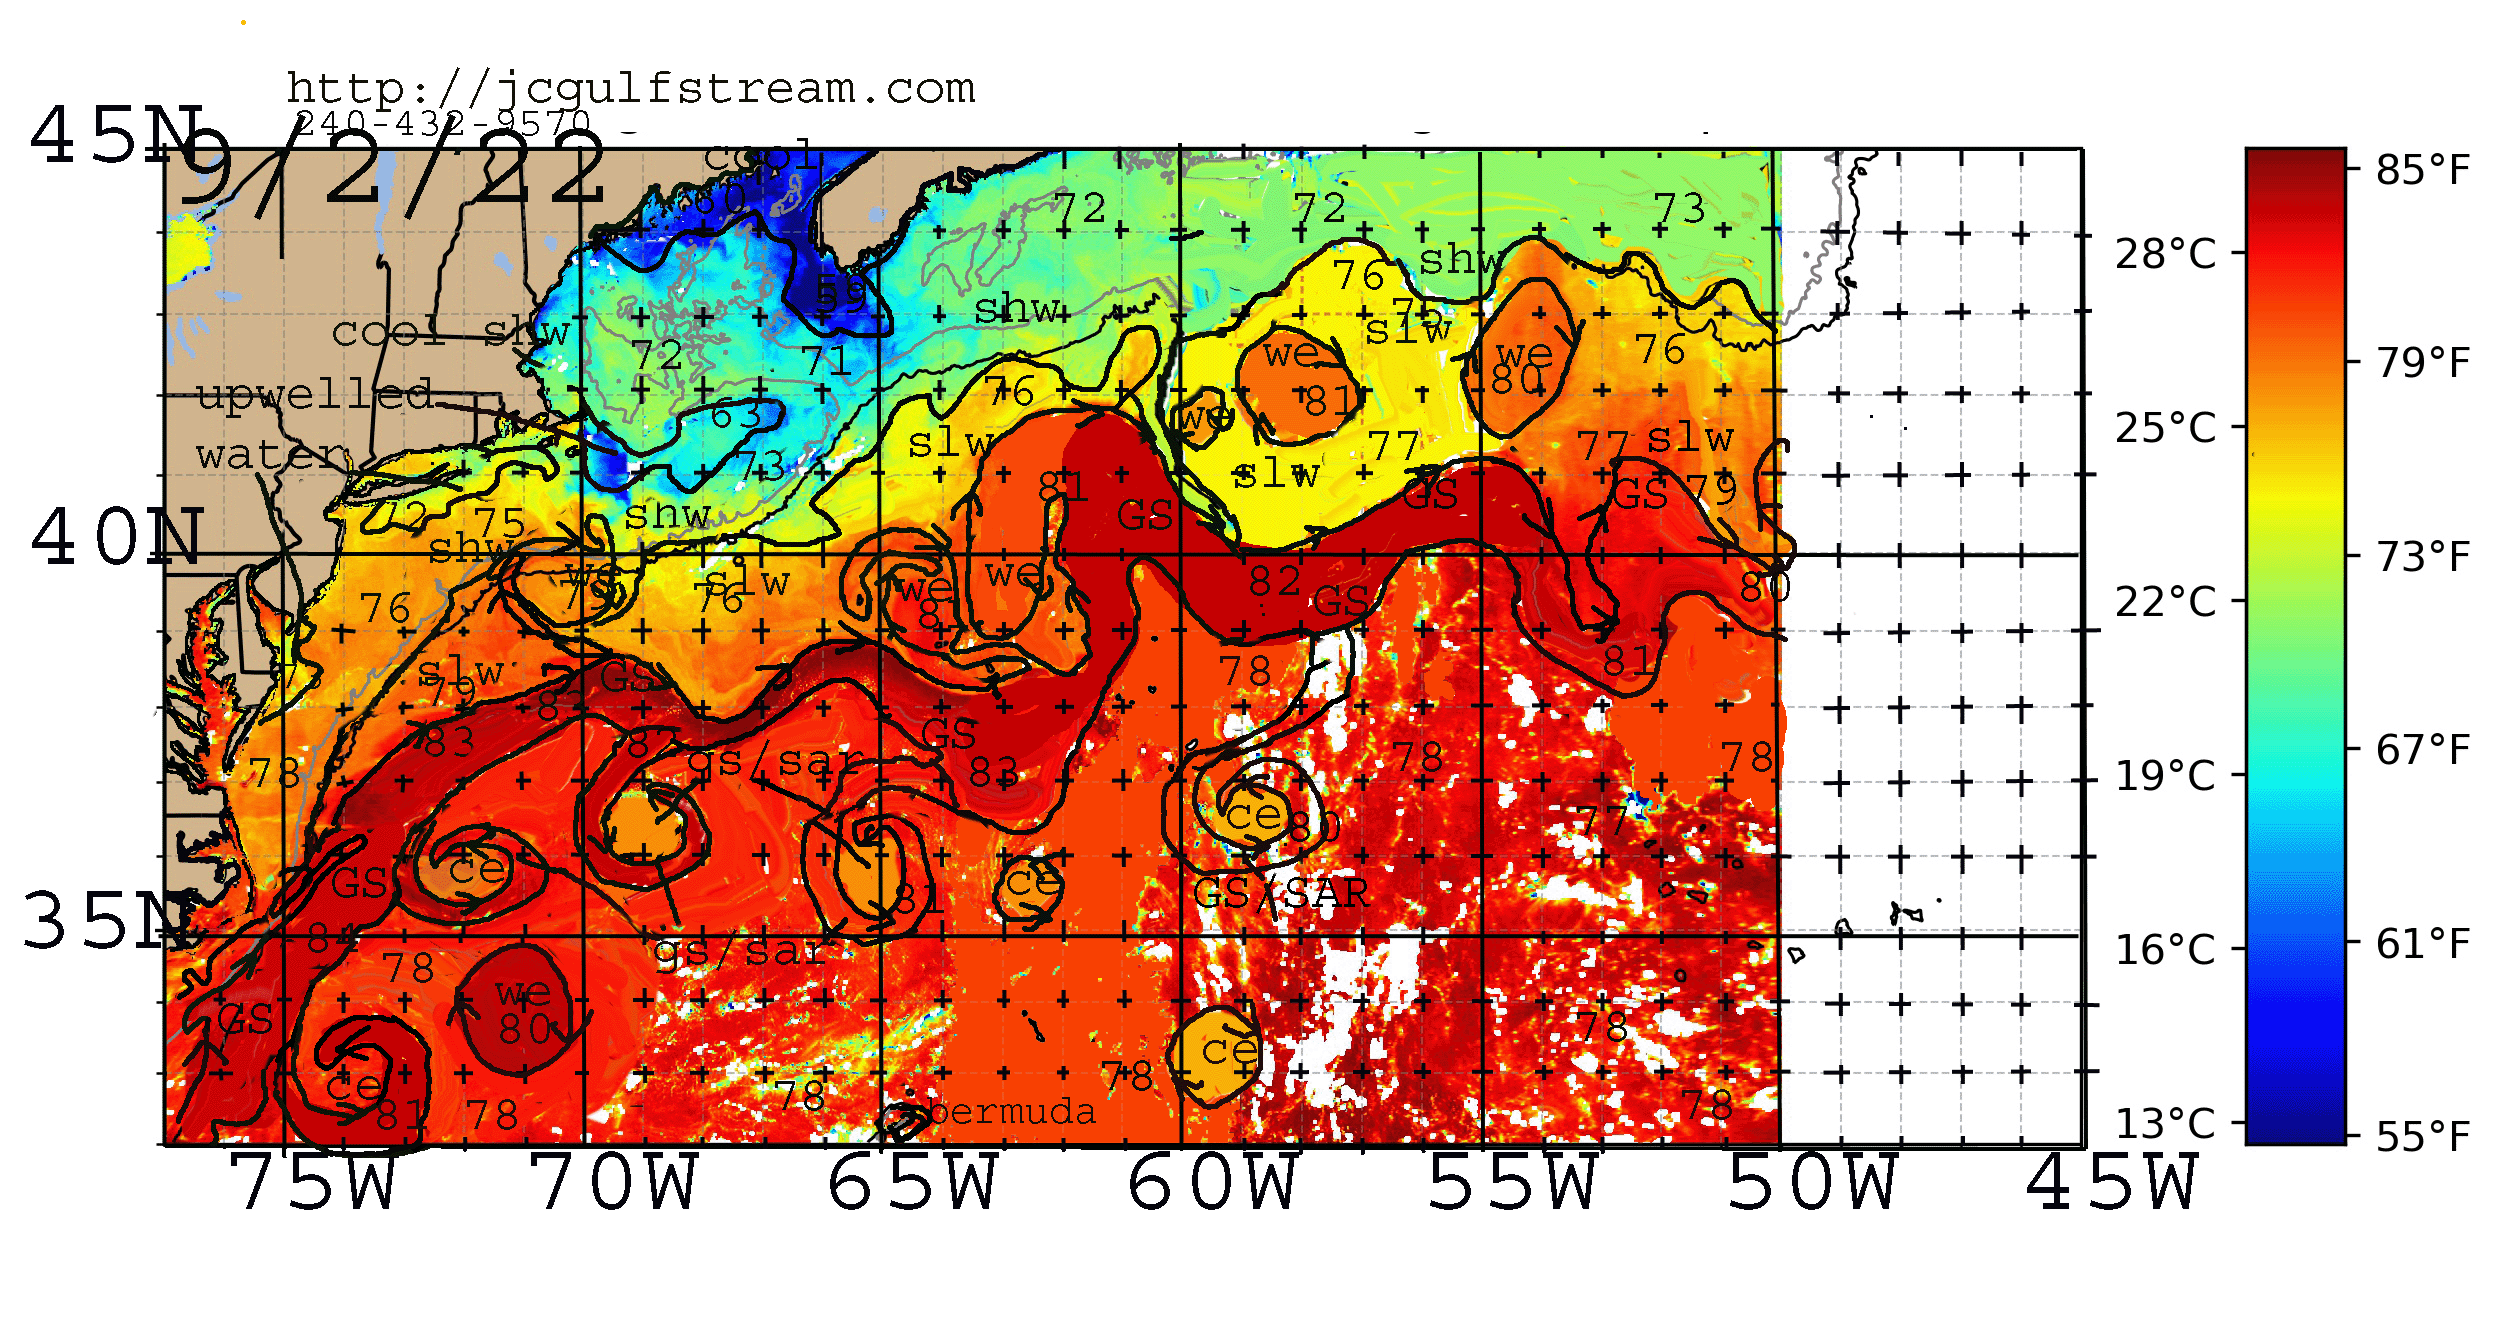 http://jcgulfstream.com
240-432-9570
45N
9/2/22
cool
60
72
72
73
85°F
28°C
shw
76
75
slw
59
shw
cool shw
72
71
we
81
we
80
76
79°F
76
upwelled
water
63
73
slw
we
77
slw
77
slw
25°C
81
GS
GS
GS
79
72
75
shw
shw
40N
73°F
we
75
slw
76
we
8
we
82
GS
80
22°C
76
slw
79
GS
82
78
81
83
82
gs/sar
GS
83
78
78
67°F
19°C
78
ce
80
77
GS
ce
81
ce
GS/SAR
35N
84
78
gs/sar
16°C
61°F
GS
we
80
ce
78
78
ce
81
78
78
bermuda
78
13°C
55°F
75W
70W
65W
60W
55W
50W
45W